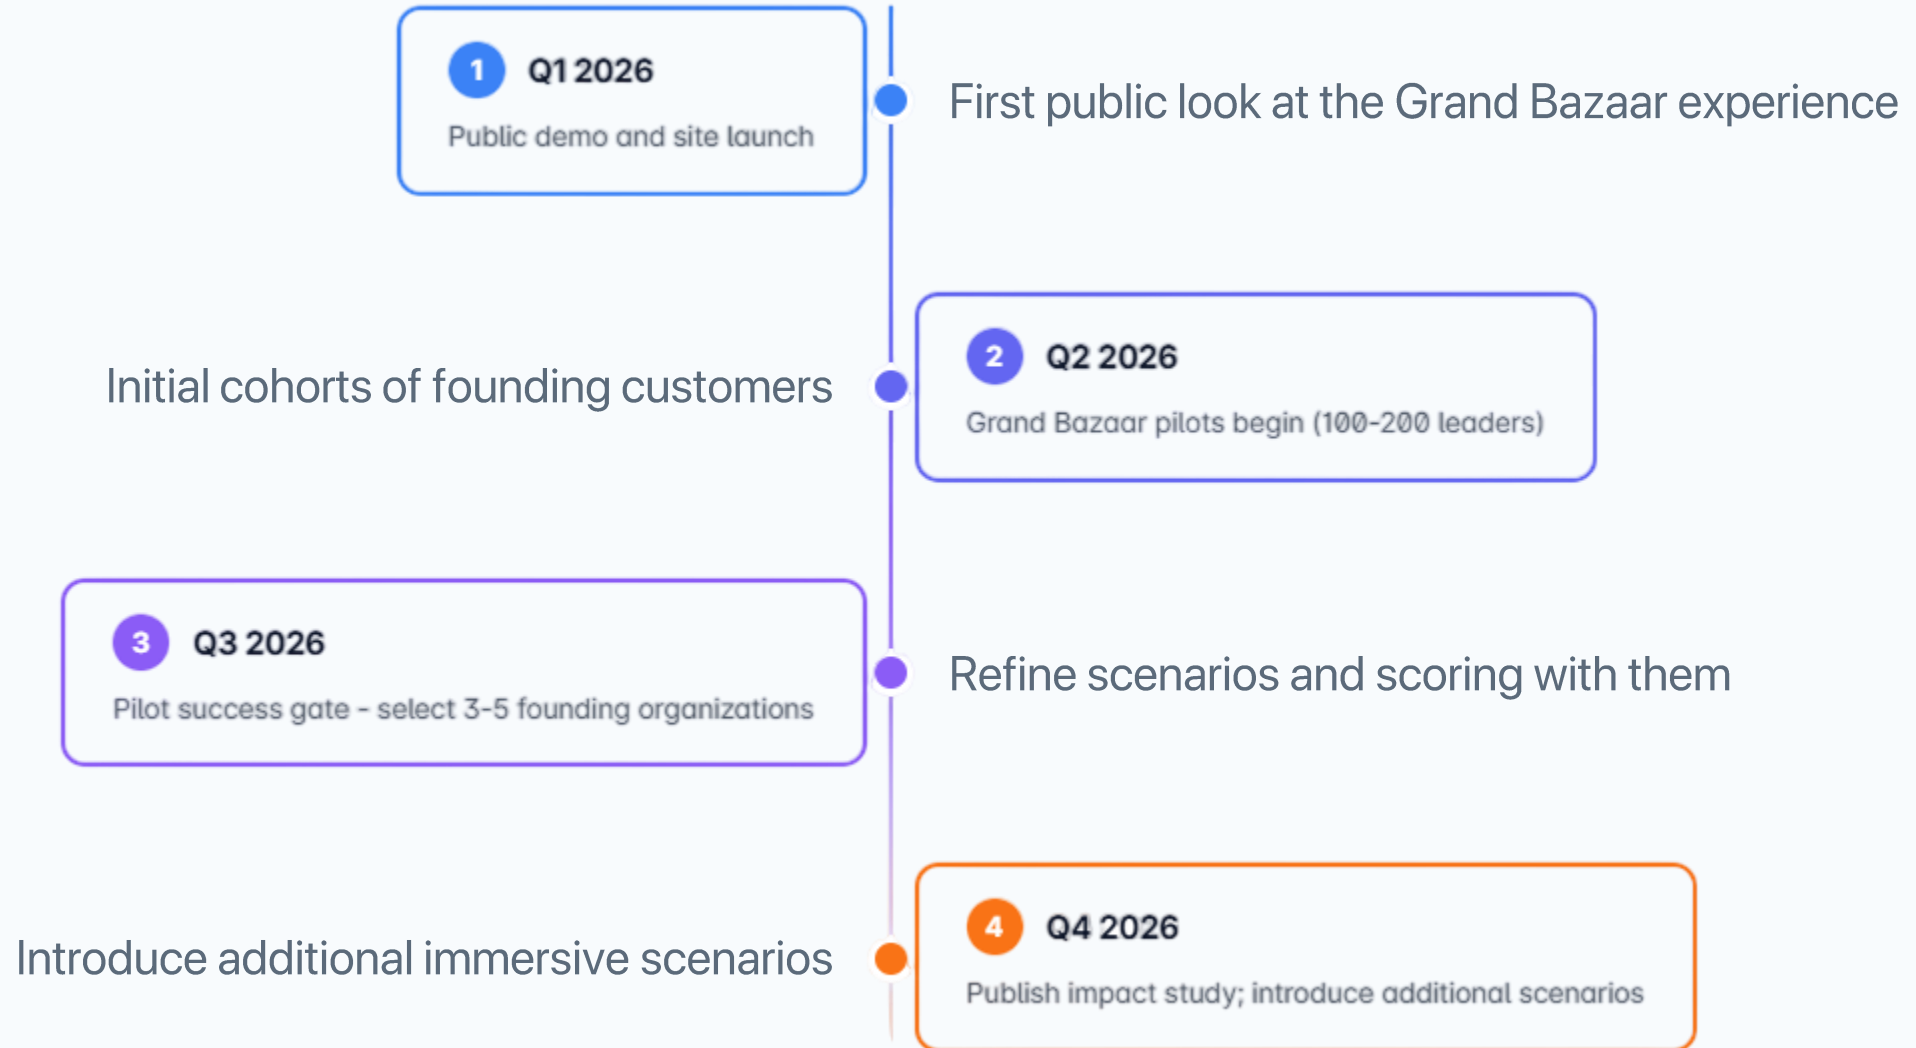 1 Q1 2026
Public demo and site launch
First public look at the Grand Bazaar experience
Initial cohorts of founding customers
2 Q2 2026
Grand Bazaar pilots begin (100-200 leaders)
3 Q3 2026
Pilot success gate - select 3-5 founding organizations
Refine scenarios and scoring with them
Introduce additional immersive scenarios
4 Q4 2026
Publish impact study; introduce additional scenarios